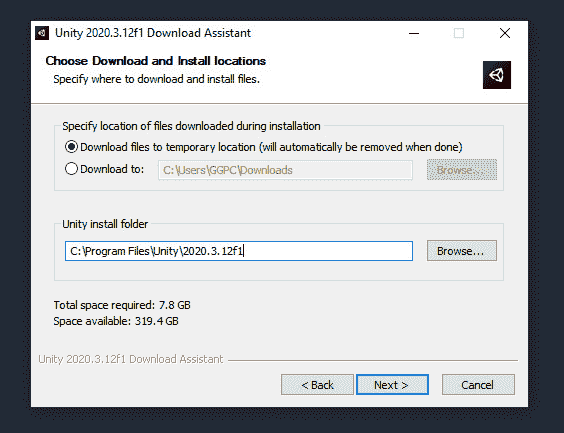 Unity 2020.3.12f1 Download Assistant
Choose Download and Install locations
Specify where to download and install files.
Specify location of files downloaded during installation
Download files to temporary location (will automatically be removed when done)
Download to: C:\Users\GGPC\Downloads Browse...
Unity install folder
C:\Program Files\Unity\2020.3.12f1 Browse...
Total space required: 7.8 GB
Space available: 319.4 GB
Unity 2020.3.12f1 Download Assistant
< Back Next > Cancel